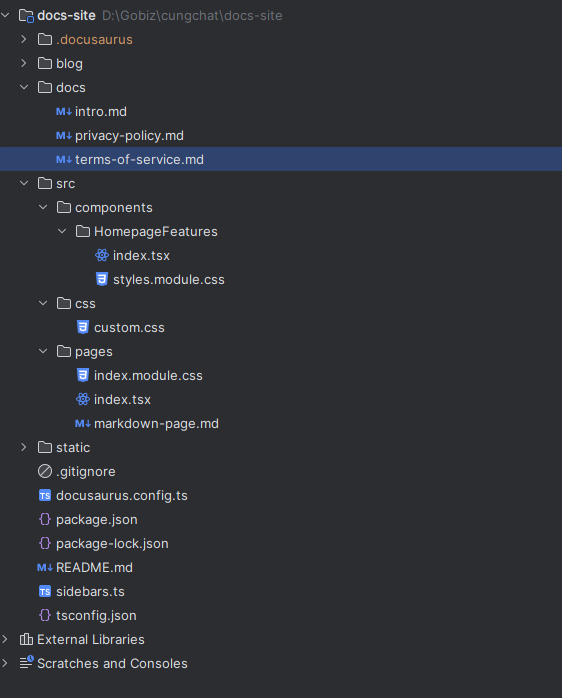 docs-site D:\Gobiz\cungchat\docs-site
.docusaurus
blog
docs
M↓ intro.md
M↓ privacy-policy.md
M↓ terms-of-service.md
src
components
HomepageFeatures
index.tsx
styles.module.css
css
custom.css
pages
index.module.css
index.tsx
M↓ markdown-page.md
static
.gitignore
TS docusaurus.config.ts
{} package.json
{} package-lock.json
M↓ README.md
TS sidebars.ts
{} tsconfig.json
External Libraries
Scratches and Consoles